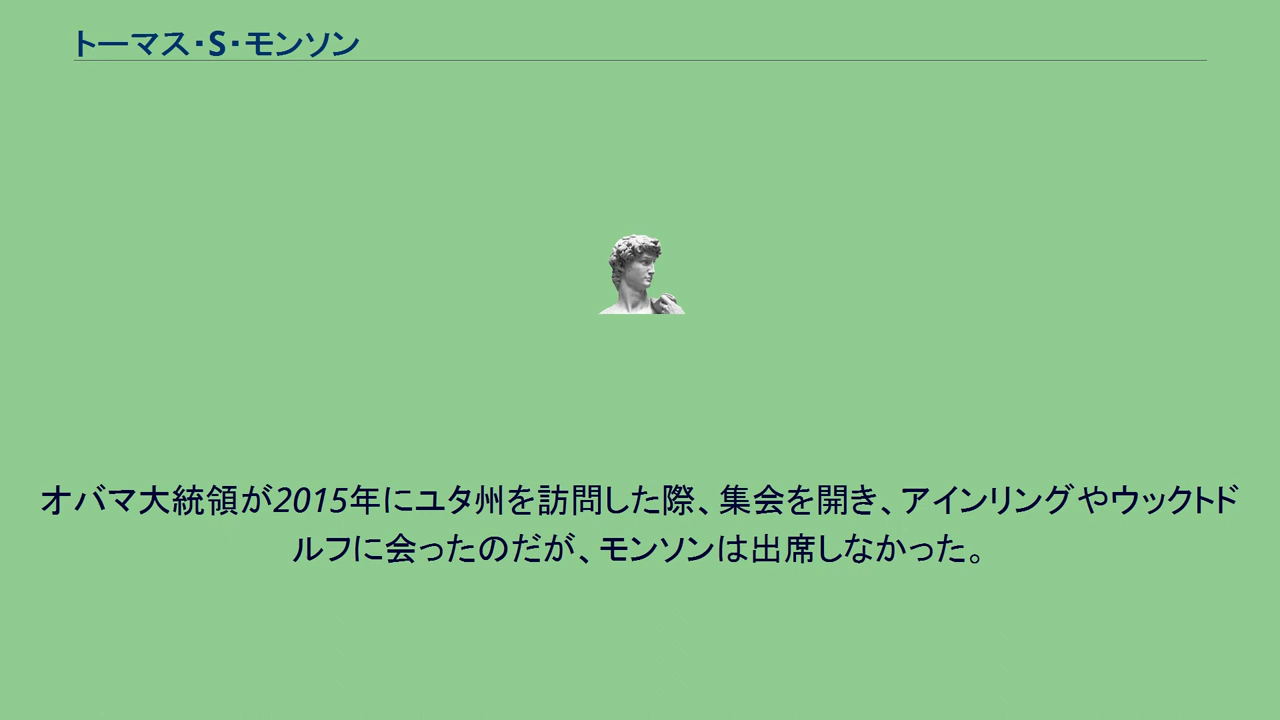 トーマス・S・モンソン
オバマ大統領が2015年にユタ州を訪問した際、集会を開き、アインリングやウックトド
ルフに会ったのだが、モンソンは出席しなかった。